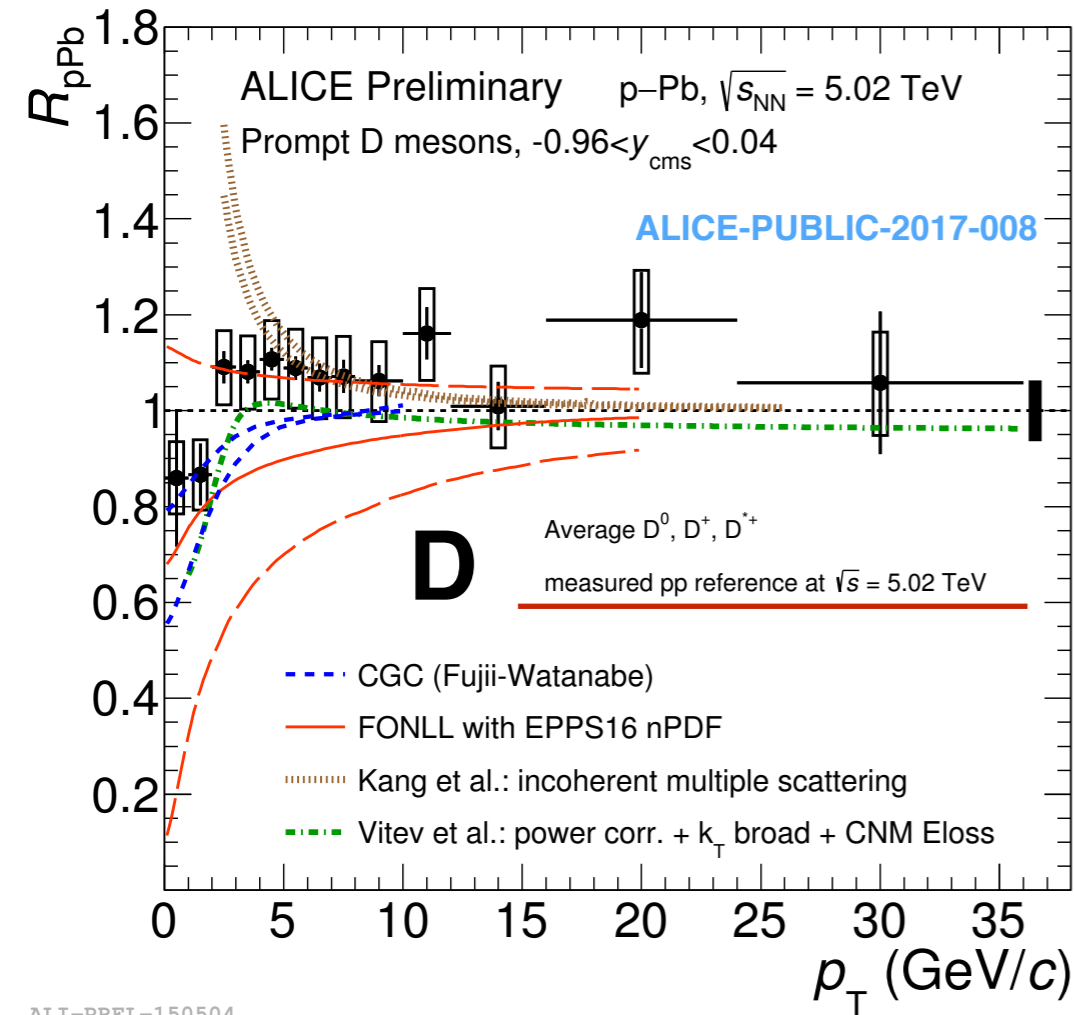 R_pPb
1.8
1.6
1.4
1.2
1
0.8
0.6
0.4
0.2
ALICE Preliminary p–Pb, √s_NN = 5.02 TeV
Prompt D mesons, -0.96<y_cms<0.04
ALICE-PUBLIC-2017-008
D
Average D⁰, D⁺, D*⁺
measured pp reference at √s = 5.02 TeV
CGC (Fujii-Watanabe)
FONLL with EPPS16 nPDF
Kang et al.: incoherent multiple scattering
Vitev et al.: power corr. + k_T broad + CNM Eloss
0 5 10 15 20 25 30 35
p_T (GeV/c)
ALI-PREL-150504